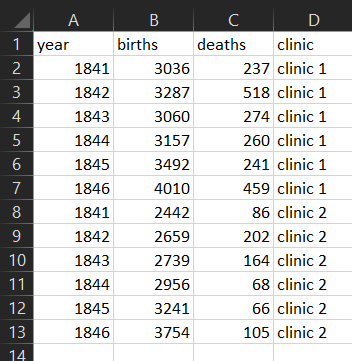 A B C D
1 year births deaths clinic
2 1841 3036 237 clinic 1
3 1842 3287 518 clinic 1
4 1843 3060 274 clinic 1
5 1844 3157 260 clinic 1
6 1845 3492 241 clinic 1
7 1846 4010 459 clinic 1
8 1841 2442 86 clinic 2
9 1842 2659 202 clinic 2
10 1843 2739 164 clinic 2
11 1844 2956 68 clinic 2
12 1845 3241 66 clinic 2
13 1846 3754 105 clinic 2
14